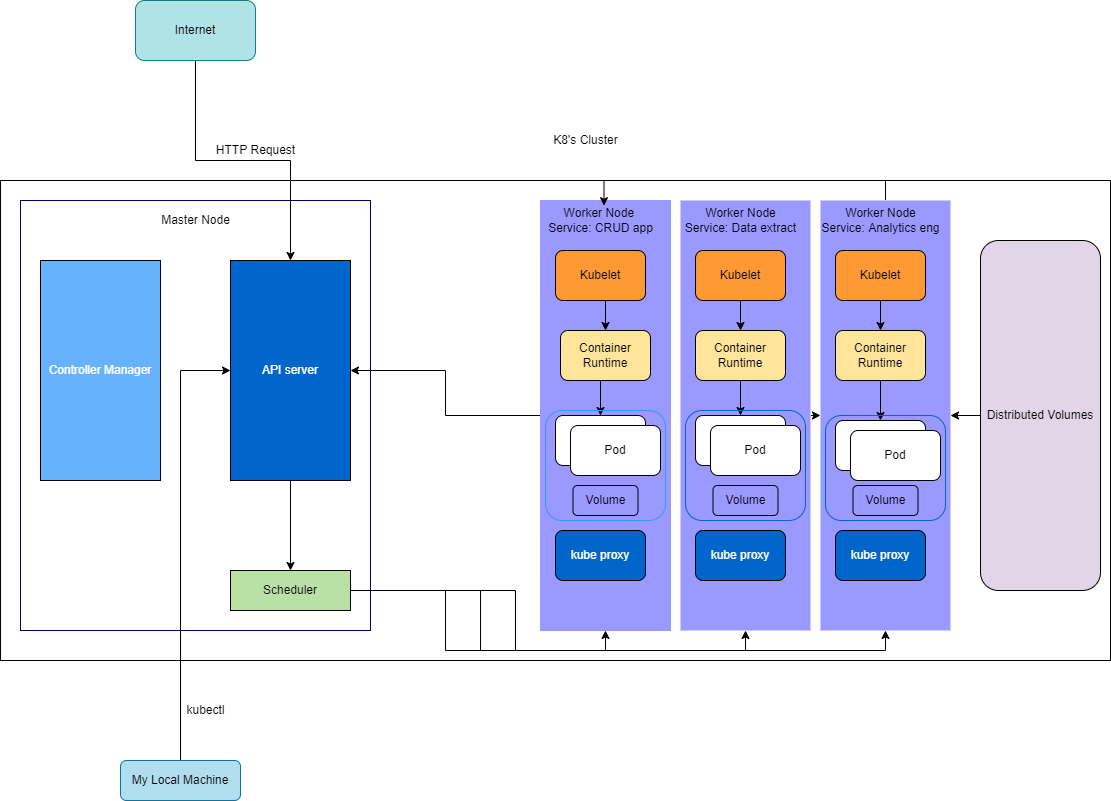 Internet
HTTP Request
K8's Cluster
Master Node
Controller Manager
API server
Scheduler
Worker Node
Service: CRUD app
Kubelet
Container
Runtime
Pod
Volume
kube proxy
Worker Node
Service: Data extract
Kubelet
Container
Runtime
Pod
Volume
kube proxy
Worker Node
Service: Analytics eng
Kubelet
Container
Runtime
Pod
Volume
kube proxy
Distributed Volumes
kubectl
My Local Machine